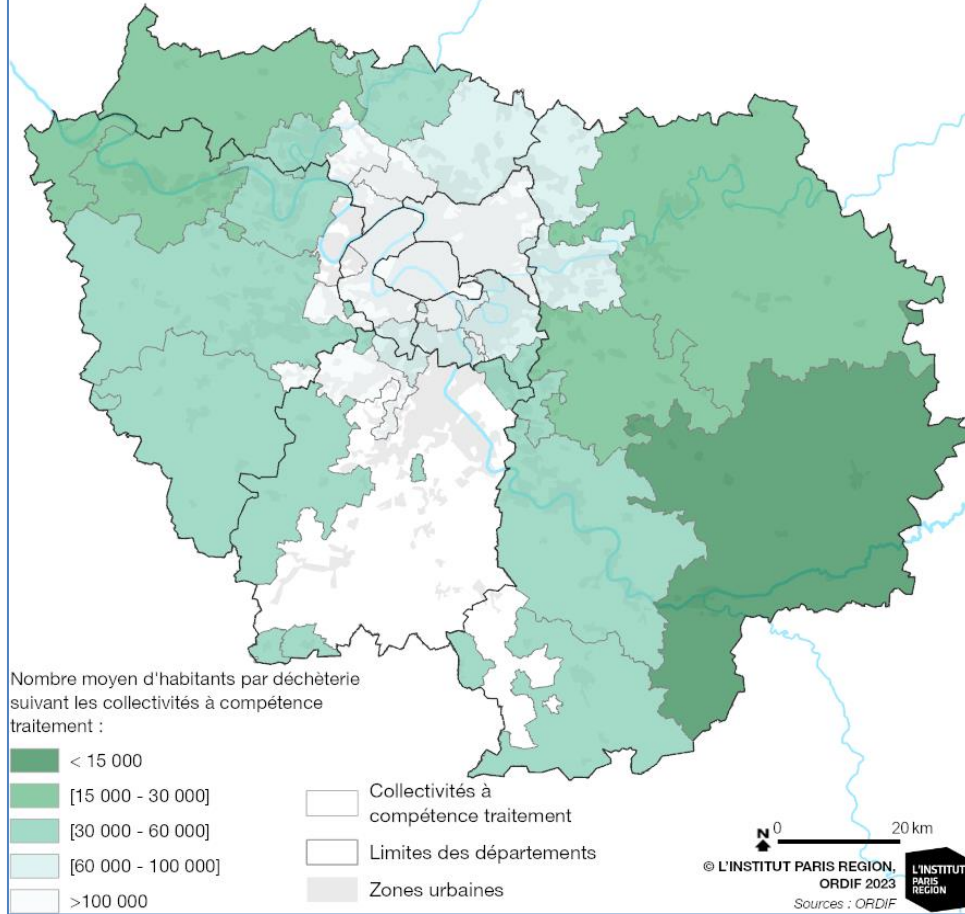 Nombre moyen d'habitants par déchèterie
suivant les collectivités à compétence
traitement :
< 15 000
[15 000 - 30 000]
[30 000 - 60 000]
[60 000 - 100 000]
>100 000
Collectivités à
compétence traitement
Limites des départements
Zones urbaines
N 0 20 km
© L'INSTITUT PARIS REGION,
ORDIF 2023
Sources : ORDIF
L'INSTITUT
PARIS
REGION